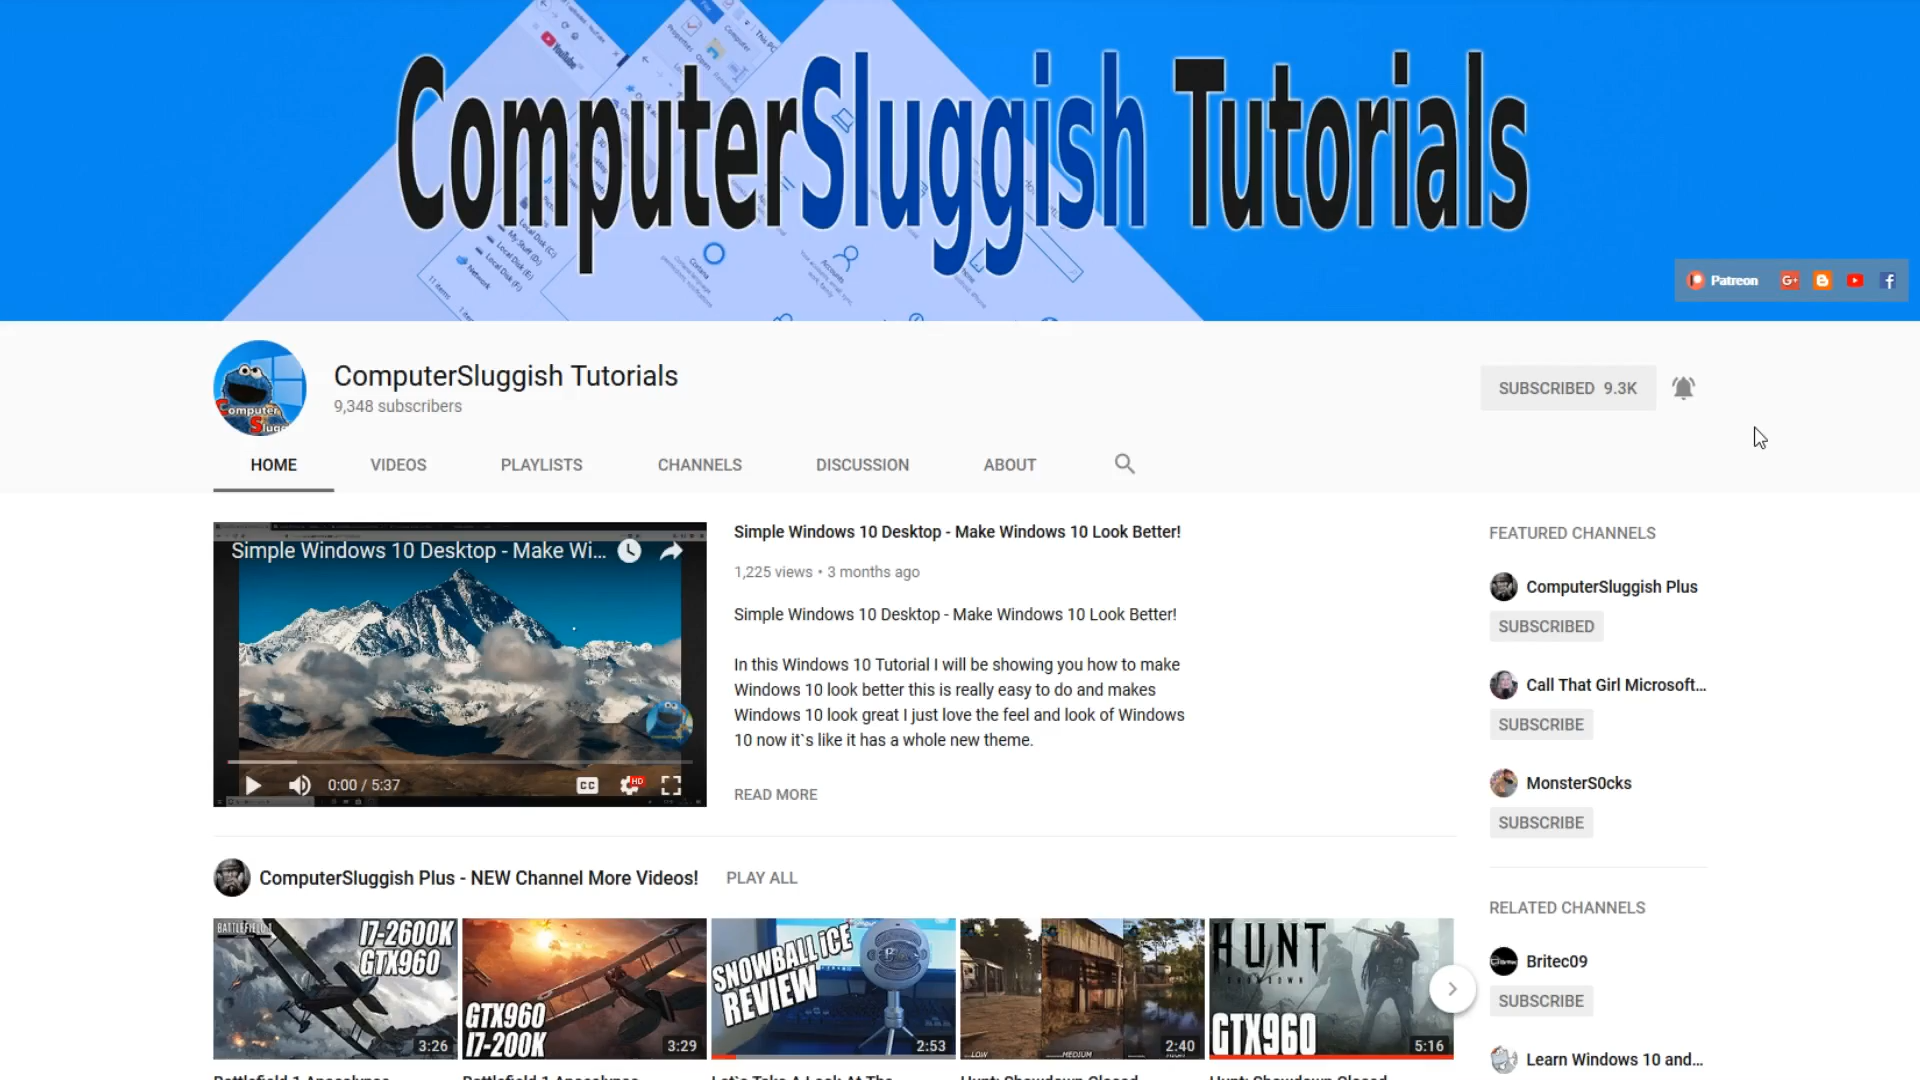 ComputerSluggish Tutorials
Patreon
ComputerSluggish Tutorials
9,348 subscribers
SUBSCRIBED 9.3K
HOME VIDEOS PLAYLISTS CHANNELS DISCUSSION ABOUT
Simple Windows 10 Desktop - Make Wi...
0:00 / 5:37
CC
HD
Simple Windows 10 Desktop - Make Windows 10 Look Better!
1,225 views • 3 months ago
Simple Windows 10 Desktop - Make Windows 10 Look Better!
In this Windows 10 Tutorial I will be showing you how to make
Windows 10 look better this is really easy to do and makes
Windows 10 look great I just love the feel and look of Windows
10 now it`s like it has a whole new theme.
READ MORE
FEATURED CHANNELS
ComputerSluggish Plus
SUBSCRIBED
Call That Girl Microsoft...
SUBSCRIBE
MonsterS0cks
SUBSCRIBE
RELATED CHANNELS
Britec09
SUBSCRIBE
Learn Windows 10 and...
ComputerSluggish Plus - NEW Channel More Videos!
PLAY ALL
BATTLEFIELD 1
I7-2600K
GTX960
3:26
GTX960
I7-200K
3:29
SNOWBALL iCE
REVIEW
2:53
LOW
MEDIUM
2:40
HUNT
SHOWDOWN
GTX960
5:16